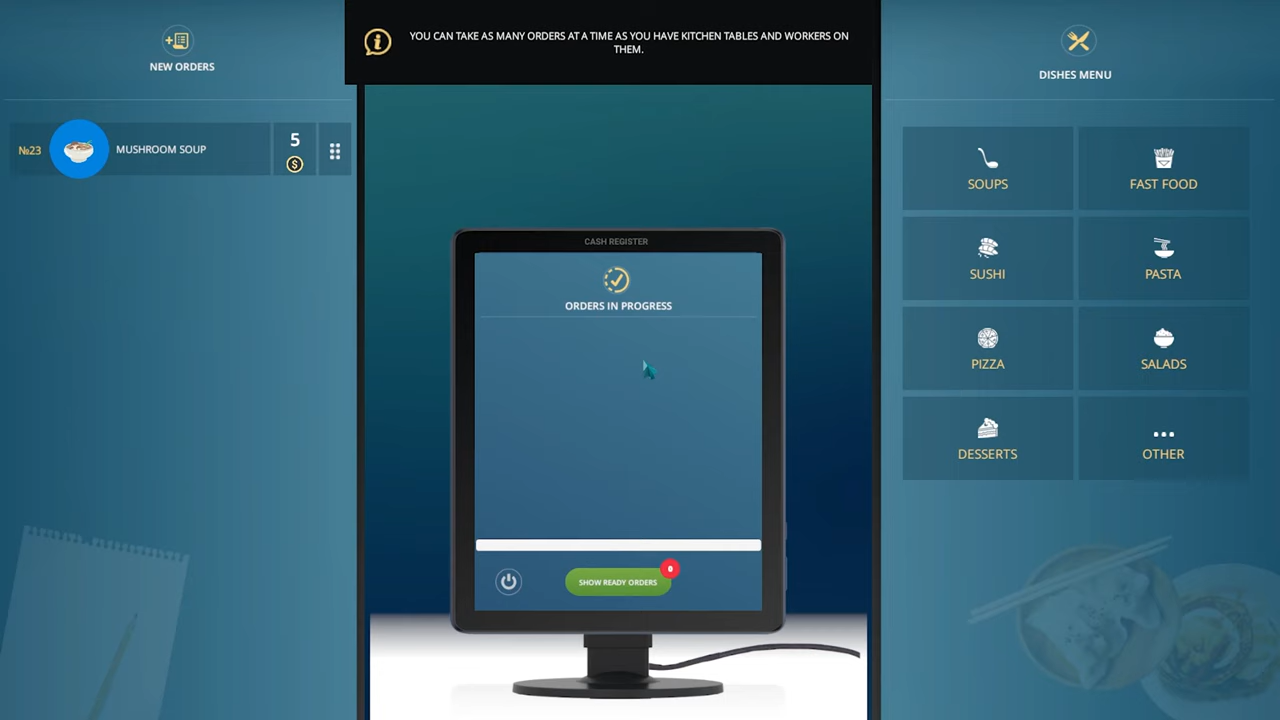 NEW ORDERS
№23
MUSHROOM SOUP
5
$
YOU CAN TAKE AS MANY ORDERS AT A TIME AS YOU HAVE KITCHEN TABLES AND WORKERS ON
THEM.
CASH REGISTER
ORDERS IN PROGRESS
SHOW READY ORDERS
0
DISHES MENU
SOUPS
FAST FOOD
SUSHI
PASTA
PIZZA
SALADS
DESSERTS
OTHER